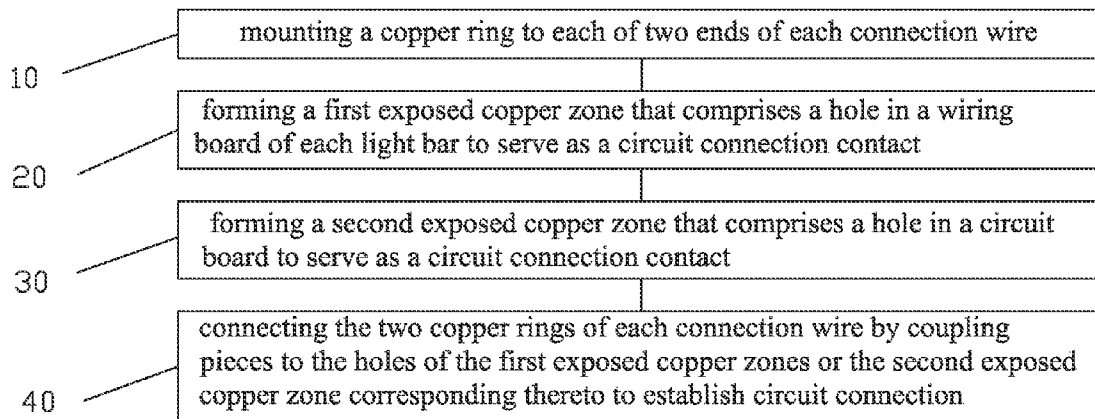 mounting a copper ring to each of two ends of each connection wire
10
forming a first exposed copper zone that comprises a hole in a wiring
board of each light bar to serve as a circuit connection contact
20
forming a second exposed copper zone that comprises a hole in a circuit
board to serve as a circuit connection contact
30
connecting the two copper rings of each connection wire by coupling
pieces to the holes of the first exposed copper zones or the second exposed
copper zone corresponding thereto to establish circuit connection
40